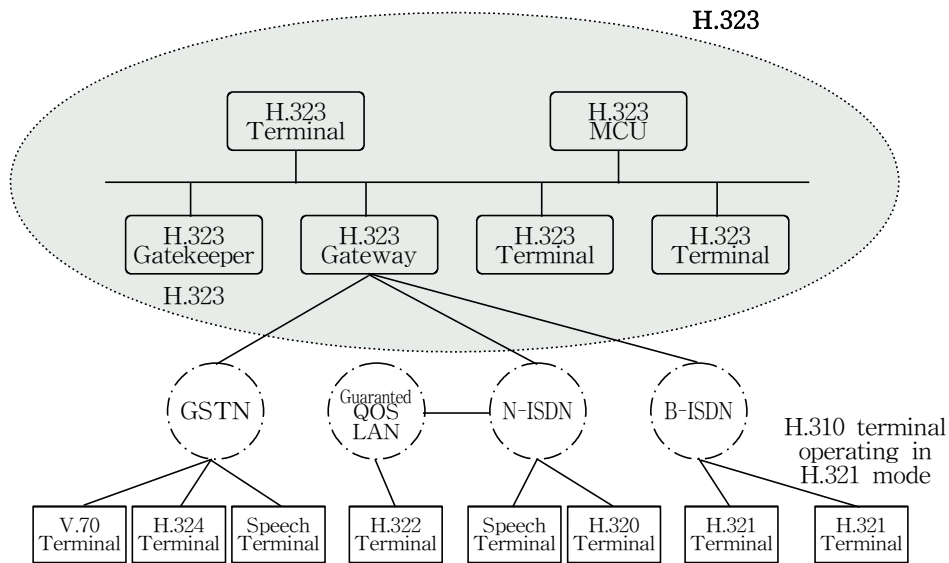 H.323
H.323
Terminal
H.323
MCU
H.323
Gatekeeper
H.323
Gateway
H.323
Terminal
H.323
Terminal
H.323
GSTN
Guaranted
QOS
LAN
N-ISDN
B-ISDN
H.310 terminal
operating in
H.321 mode
V.70
Terminal
H.324
Terminal
Speech
Terminal
H.322
Terminal
Speech
Terminal
H.320
Terminal
H.321
Terminal
H.321
Terminal